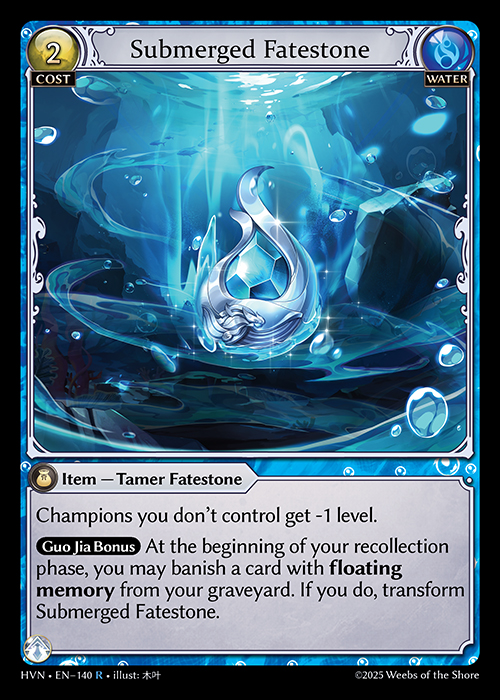 2
Submerged Fatestone
COST
WATER
Item — Tamer Fatestone
Champions you don't control get -1 level.
Guo Jia Bonus At the beginning of your recollection
phase, you may banish a card with floating
memory from your graveyard. If you do, transform
Submerged Fatestone.
HVN • EN-140 R • illust: 木叶
©2025 Weebs of the Shore